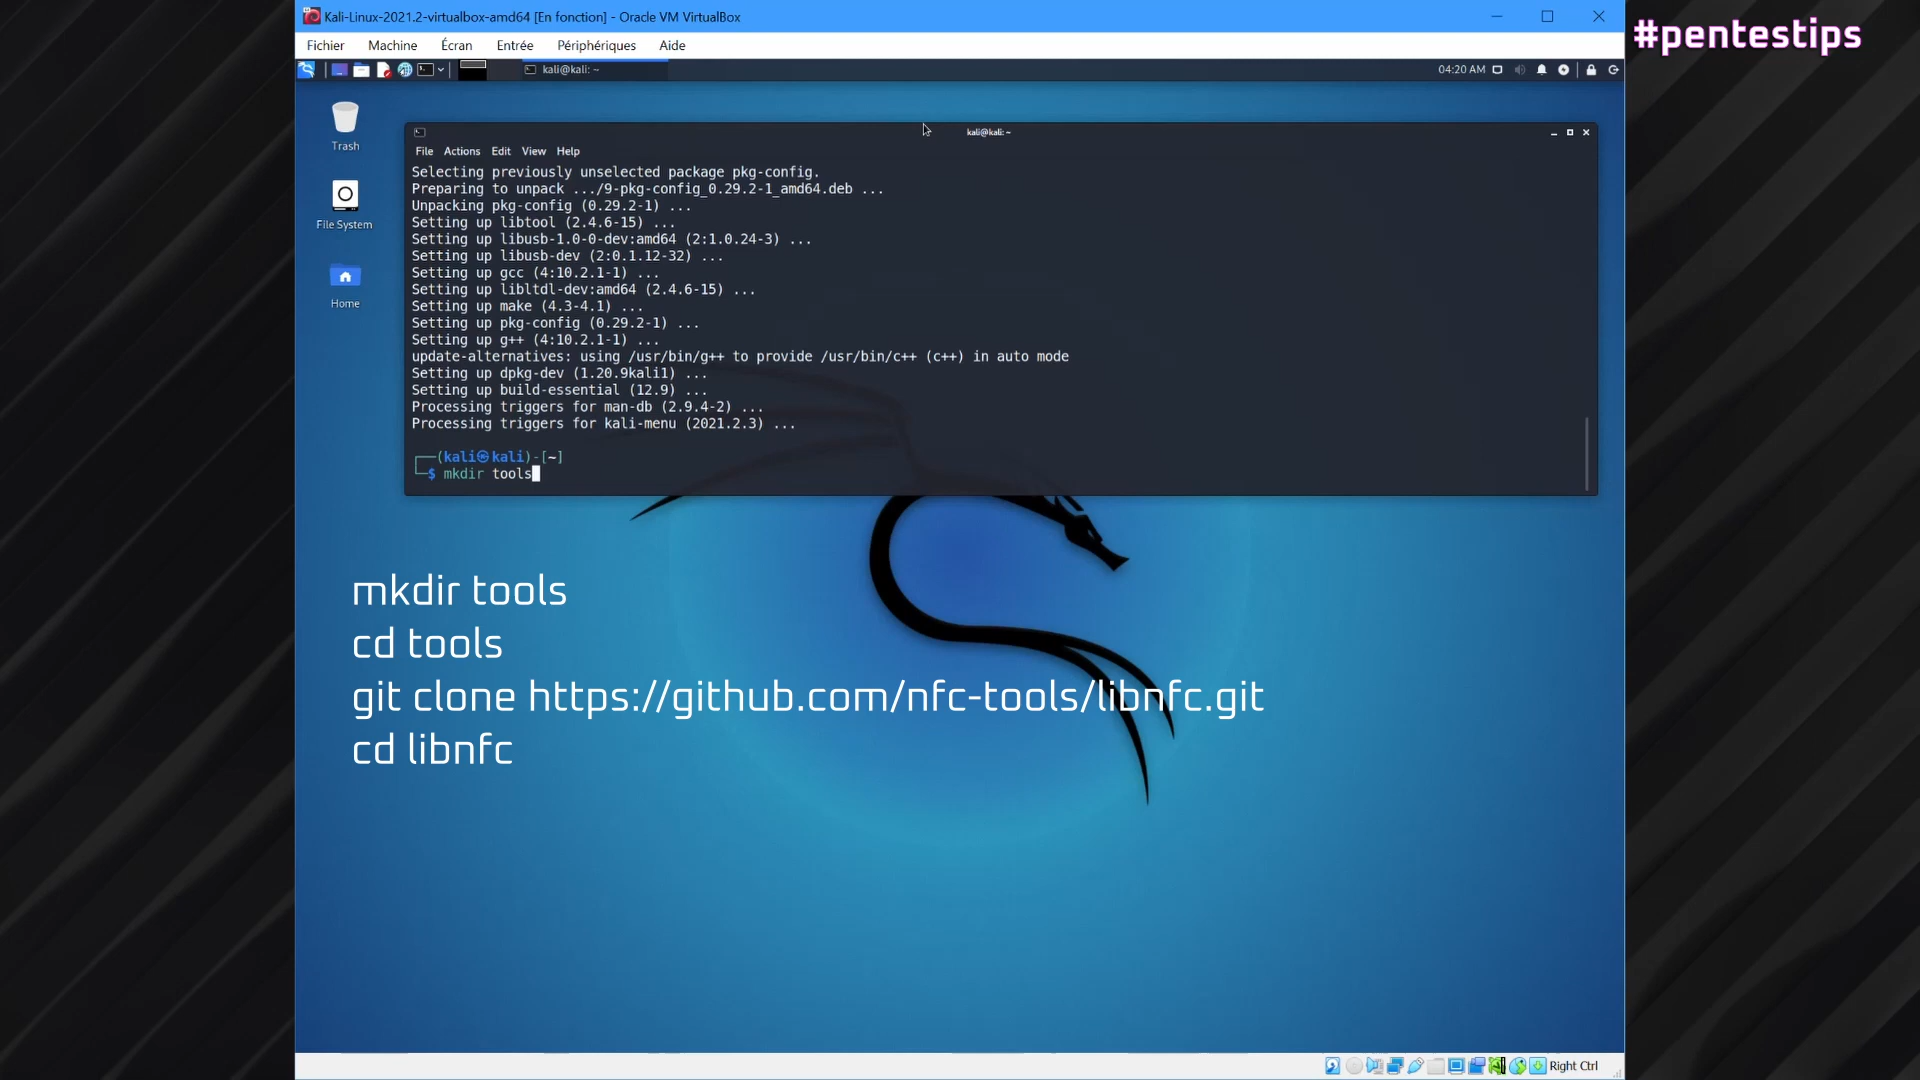 Kali-Linux-2021.2-virtualbox-amd64 [En fonction] - Oracle VM VirtualBox
#pentestips
Fichier Machine Écran Entrée Périphériques Aide
kali@kali: ~
04:20 AM
Trash
File System
Home
kali@kali: ~
File Actions Edit View Help
Selecting previously unselected package pkg-config.
Preparing to unpack .../9-pkg-config_0.29.2-1_amd64.deb ...
Unpacking pkg-config (0.29.2-1) ...
Setting up libtool (2.4.6-15) ...
Setting up libusb-1.0-0-dev:amd64 (2:1.0.24-3) ...
Setting up libusb-dev (2:0.1.12-32) ...
Setting up gcc (4:10.2.1-1) ...
Setting up libltdl-dev:amd64 (2.4.6-15) ...
Setting up make (4.3-4.1) ...
Setting up pkg-config (0.29.2-1) ...
Setting up g++ (4:10.2.1-1) ...
update-alternatives: using /usr/bin/g++ to provide /usr/bin/c++ (c++) in auto mode
Setting up dpkg-dev (1.20.9kali1) ...
Setting up build-essential (12.9) ...
Processing triggers for man-db (2.9.4-2) ...
Processing triggers for kali-menu (2021.2.3) ...
┌──(kali㉿kali)-[~]
└─$ mkdir tools
mkdir tools
cd tools
git clone https://github.com/nfc-tools/libnfc.git
cd libnfc
Right Ctrl